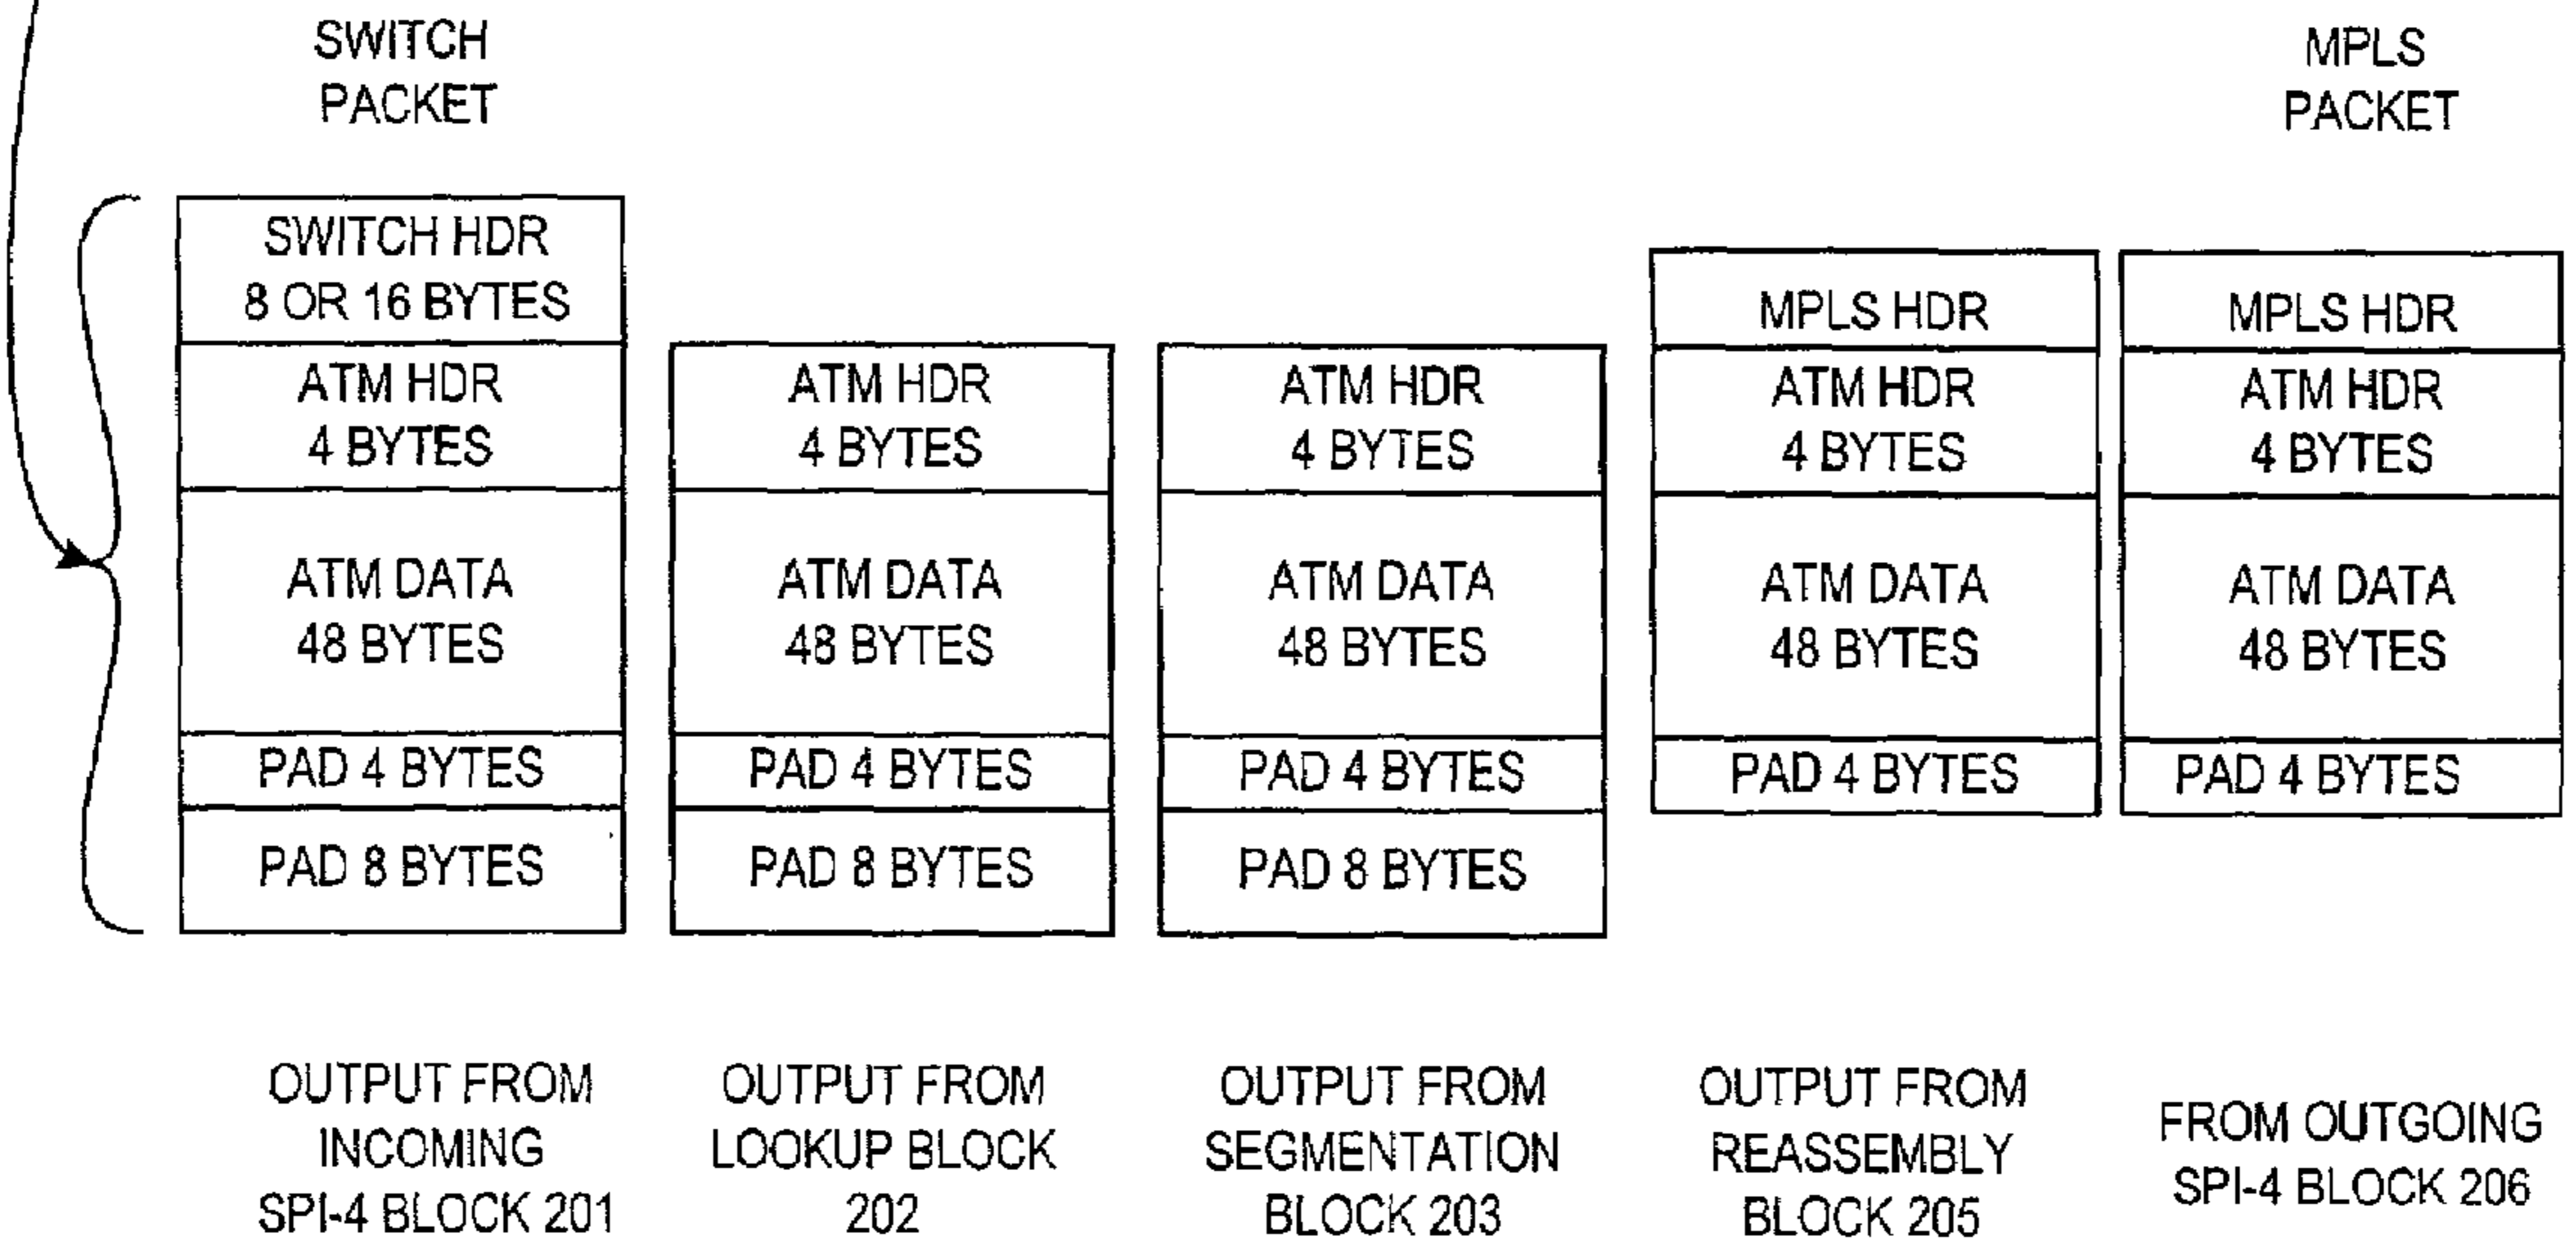 SWITCH
PACKET
MPLS
PACKET
SWITCH HDR
8 OR 16 BYTES
ATM HDR
4 BYTES
ATM DATA
48 BYTES
PAD 4 BYTES
PAD 8 BYTES
ATM HDR
4 BYTES
ATM DATA
48 BYTES
PAD 4 BYTES
PAD 8 BYTES
ATM HDR
4 BYTES
ATM DATA
48 BYTES
PAD 4 BYTES
PAD 8 BYTES
MPLS HDR
ATM HDR
4 BYTES
ATM DATA
48 BYTES
PAD 4 BYTES
MPLS HDR
ATM HDR
4 BYTES
ATM DATA
48 BYTES
PAD 4 BYTES
OUTPUT FROM
INCOMING
SPI-4 BLOCK 201
OUTPUT FROM
LOOKUP BLOCK
202
OUTPUT FROM
SEGMENTATION
BLOCK 203
OUTPUT FROM
REASSEMBLY
BLOCK 205
FROM OUTGOING
SPI-4 BLOCK 206